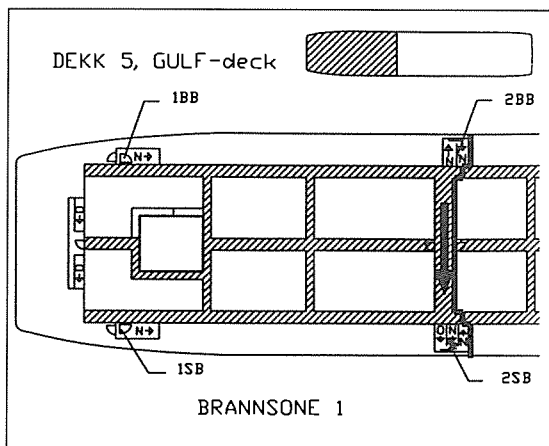 DEKK 5, GULF-deck
1BB
2BB
N→
↑N
N
O
O
N→
O
N
N
1SB
2SB
BRANNSONE 1